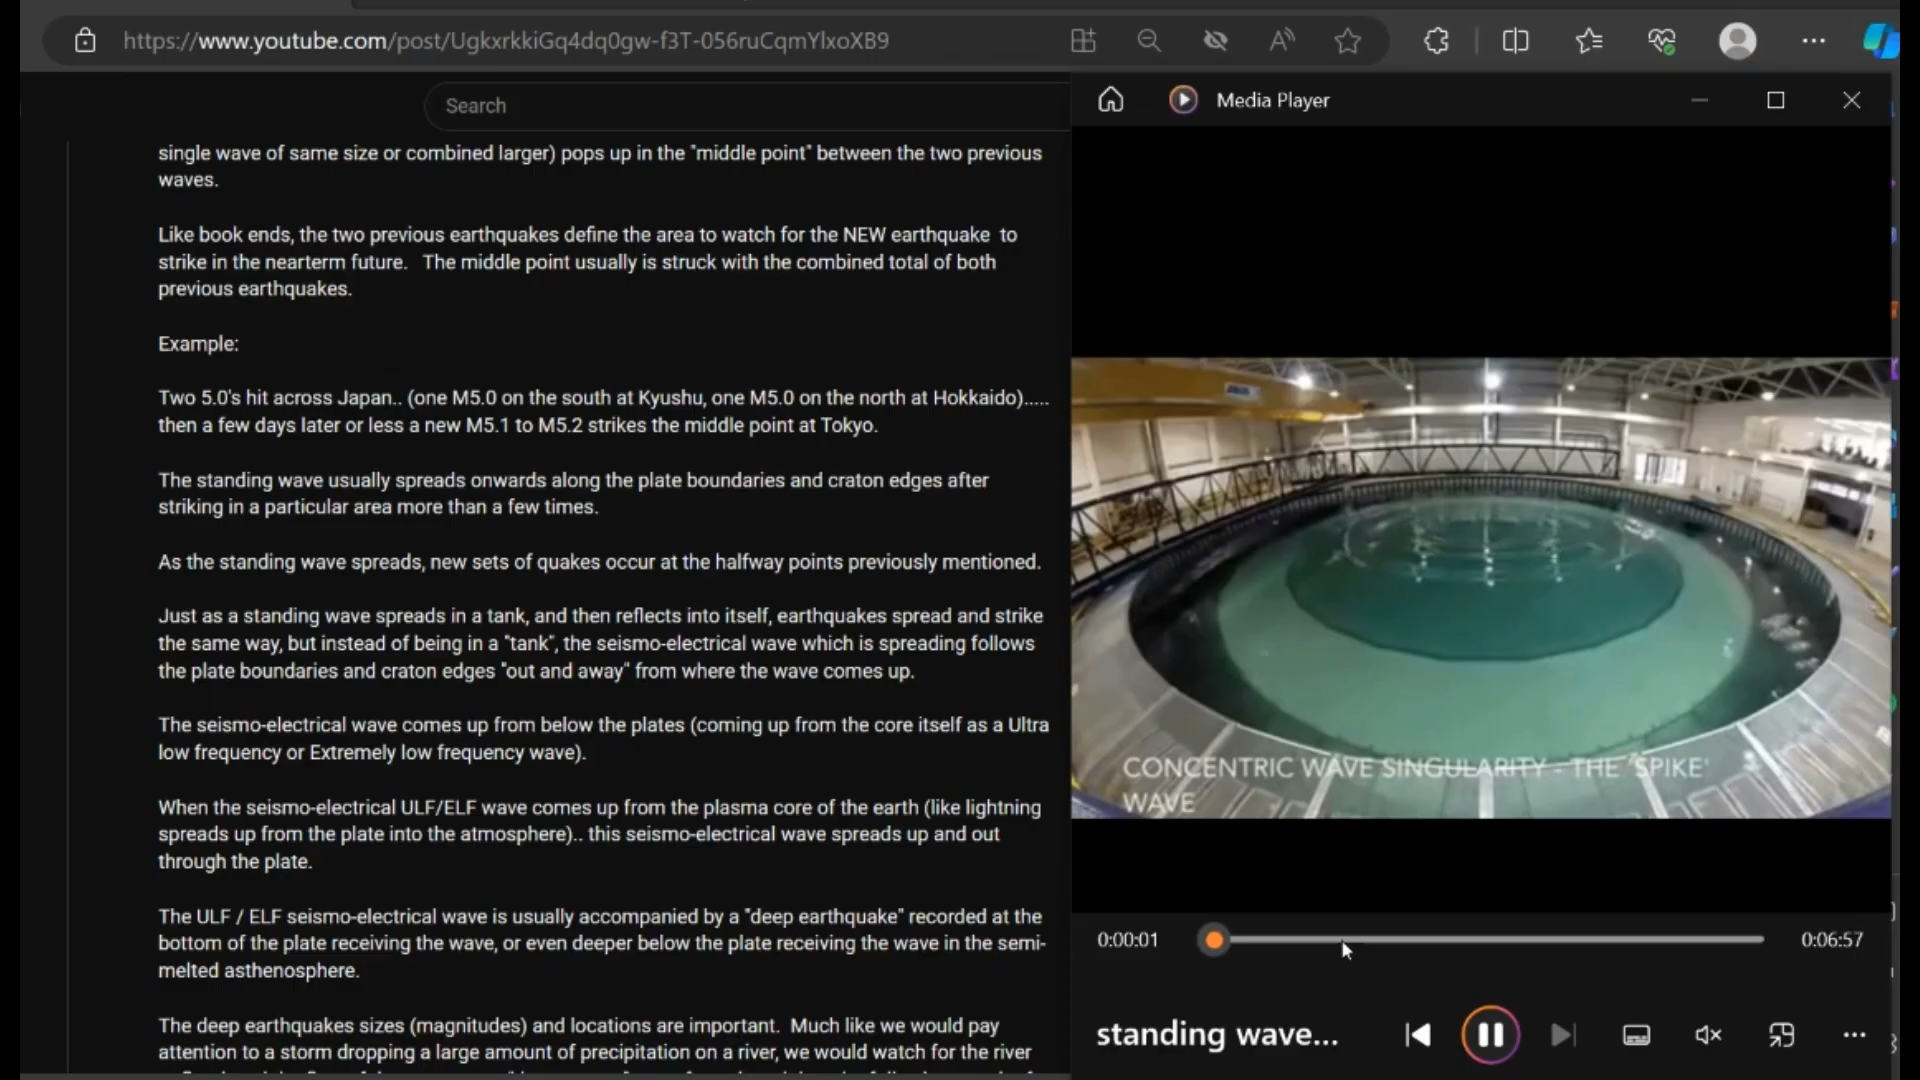 https://www.youtube.com/post/UgkxrkkiGq4dq0gw-f3T-056ruCqmYlxoXB9
Search
Media Player
single wave of same size or combined larger) pops up in the "middle point" between the two previous
waves.
Like book ends, the two previous earthquakes define the area to watch for the NEW earthquake  to
strike in the nearterm future.   The middle point usually is struck with the combined total of both
previous earthquakes.
Example:
Two 5.0's hit across Japan.. (one M5.0 on the south at Kyushu, one M5.0 on the north at Hokkaido).....
then a few days later or less a new M5.1 to M5.2 strikes the middle point at Tokyo.
The standing wave usually spreads onwards along the plate boundaries and craton edges after
striking in a particular area more than a few times.
As the standing wave spreads, new sets of quakes occur at the halfway points previously mentioned.
Just as a standing wave spreads in a tank, and then reflects into itself, earthquakes spread and strike
the same way, but instead of being in a "tank", the seismo-electrical wave which is spreading follows
the plate boundaries and craton edges "out and away" from where the wave comes up.
The seismo-electrical wave comes up from below the plates (coming up from the core itself as a Ultra
low frequency or Extremely low frequency wave).
When the seismo-electrical ULF/ELF wave comes up from the plasma core of the earth (like lightning
spreads up from the plate into the atmosphere).. this seismo-electrical wave spreads up and out
through the plate.
The ULF / ELF seismo-electrical wave is usually accompanied by a "deep earthquake" recorded at the
bottom of the plate receiving the wave, or even deeper below the plate receiving the wave in the semi-
melted asthenosphere.
The deep earthquakes sizes (magnitudes) and locations are important.  Much like we would pay
attention to a storm dropping a large amount of precipitation on a river, we would watch for the river
CONCENTRIC WAVE SINGULARITY - THE 'SPIKE'
WAVE
0:00:01
0:06:57
standing wave...